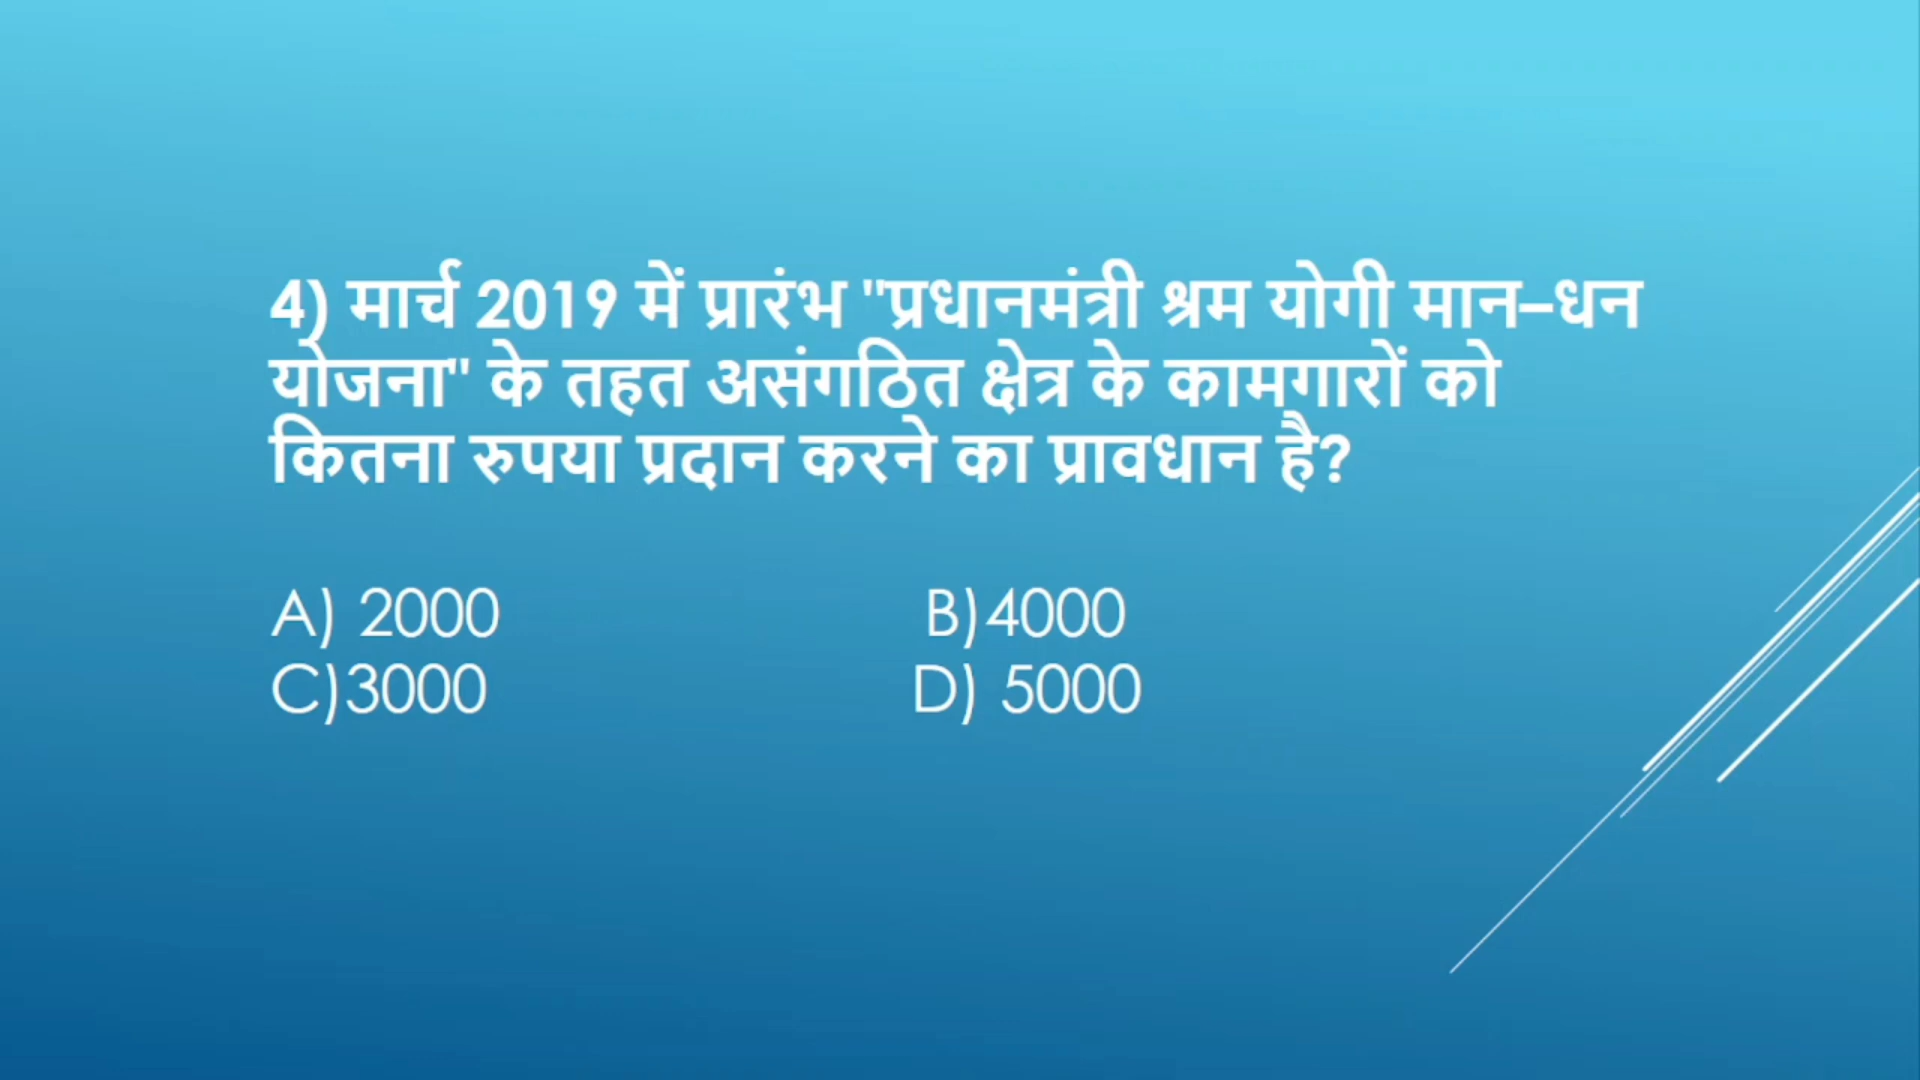 4) मार्च 2019 में प्रारंभ "प्रधानमंत्री श्रम योगी मान–धन
योजना" के तहत असंगठित क्षेत्र के कामगारों को
कितना रुपया प्रदान करने का प्रावधान है?
A) 2000 B)4000
C)3000 D) 5000